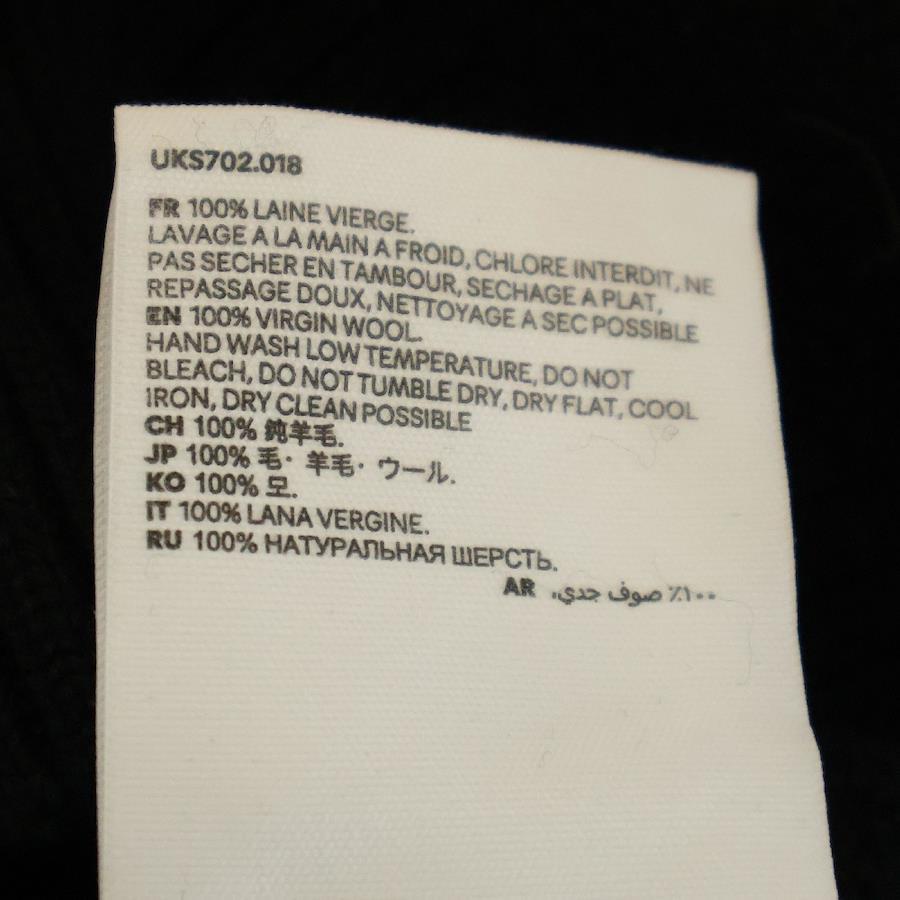 UKS702.018
FR 100% LAINE VIERGE.
LAVAGE A LA MAIN A FROID, CHLORE INTERDIT, NE
PAS SECHER EN TAMBOUR, SECHAGE A PLAT,
REPASSAGE DOUX, NETTOYAGE A SEC POSSIBLE
EN 100% VIRGIN WOOL.
HAND WASH LOW TEMPERATURE, DO NOT
BLEACH, DO NOT TUMBLE DRY, DRY FLAT, COOL
IRON, DRY CLEAN POSSIBLE
CH 100% 纯羊毛.
JP 100% 毛・羊毛・ウール.
KO 100% 모.
IT 100% LANA VERGINE.
RU 100% НАТУРАЛЬНАЯ ШЕРСТЬ.
AR ١٠٠٪ صوف جدي.